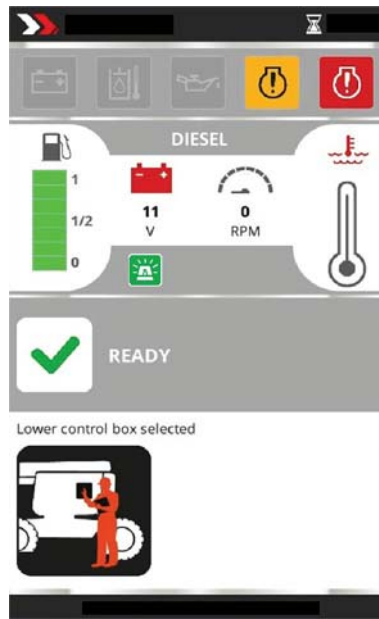 DIESEL
1
1/2
0
11
V
0
RPM
READY
Lower control box selected